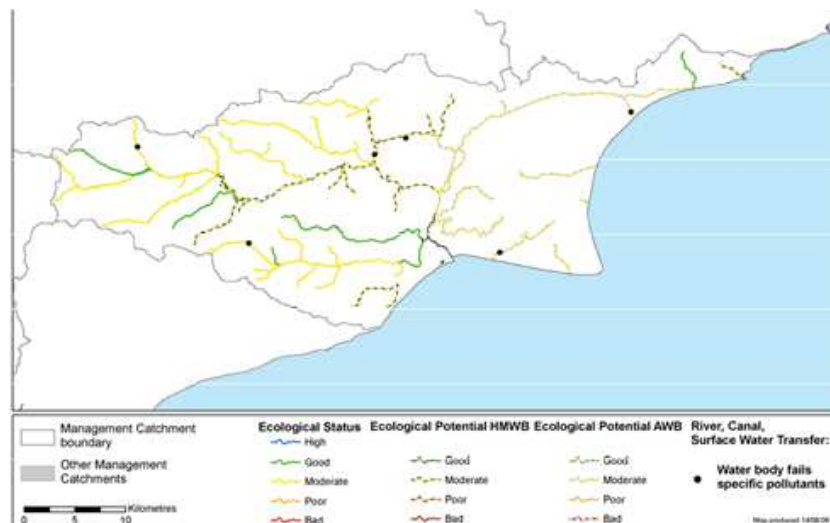 Management Catchment
boundary
Other Management
Catchments
0 5 10 Kilometres
Ecological Status
High
Good
Moderate
Poor
Bad
Ecological Potential HMWB
Good
Moderate
Poor
Bad
Ecological Potential AWB
Good
Moderate
Poor
Bad
River, Canal,
Surface Water Transfer:
Water body fails
specific pollutants
Map produced